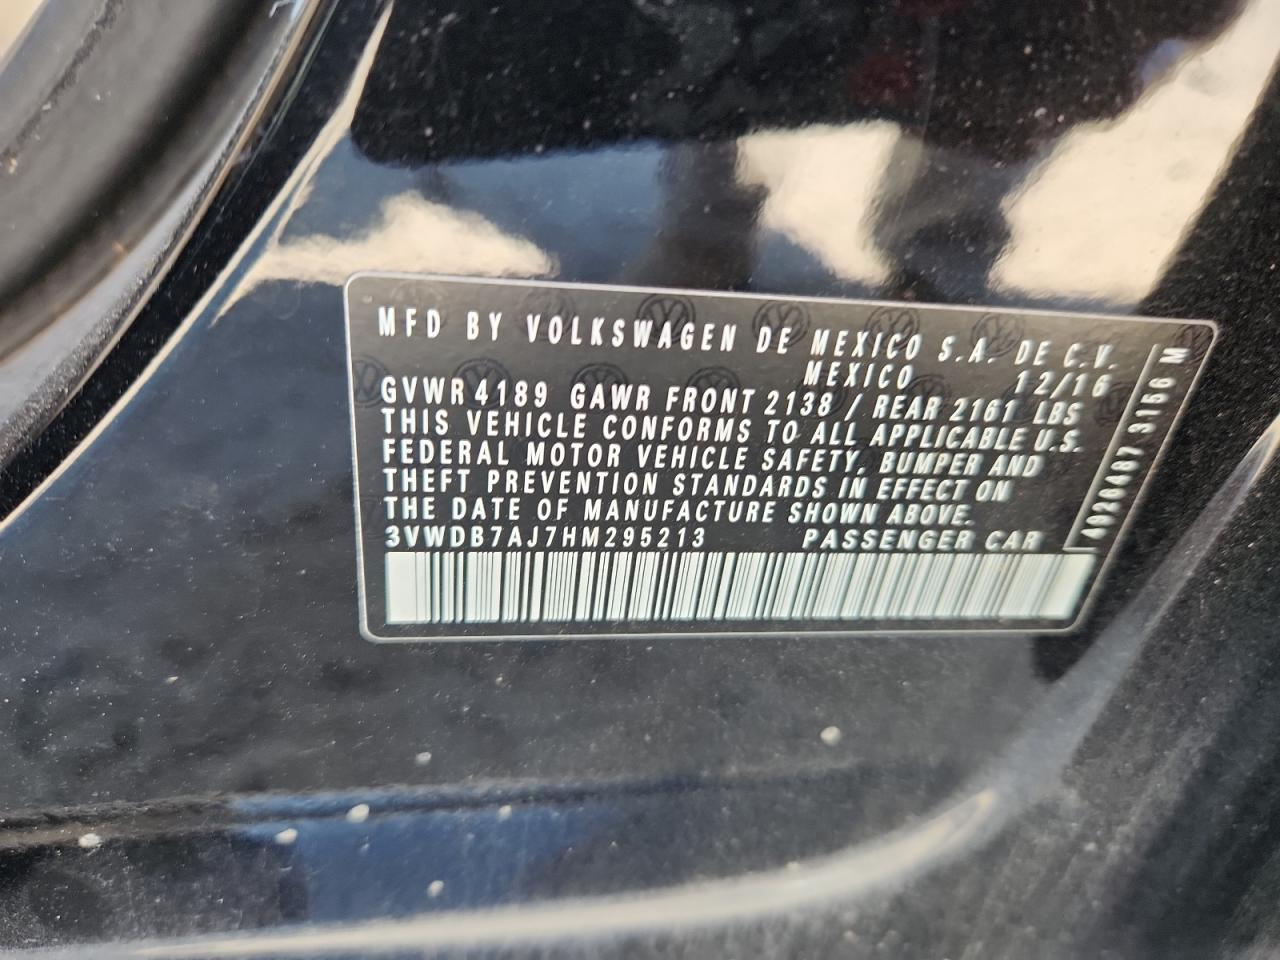 MFD BY VOLKSWAGEN DE MEXICO S.A. DE C.V.
MEXICO 12/16
GVWR 4189 GAWR FRONT 2138 / REAR 2161 LBS
THIS VEHICLE CONFORMS TO ALL APPLICABLE U.S.
FEDERAL MOTOR VEHICLE SAFETY, BUMPER AND
THEFT PREVENTION STANDARDS IN EFFECT ON
THE DATE OF MANUFACTURE SHOWN ABOVE.
3VWDB7AJ7HM295213 PASSENGER CAR